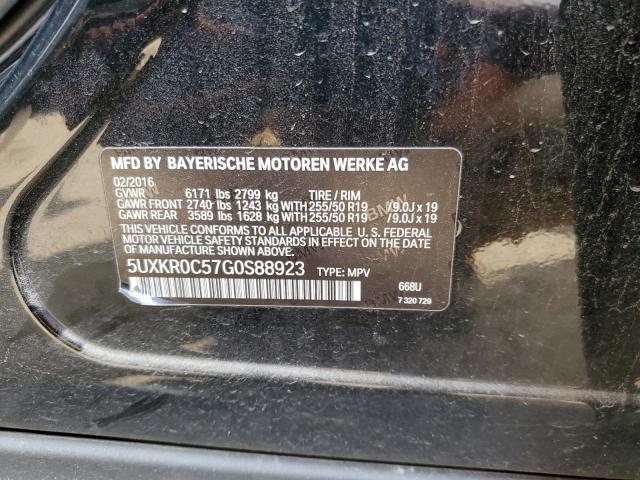 MFD BY BAYERISCHE MOTOREN WERKE AG
02/2016
GVWR 6171 lbs 2799 kg TIRE / RIM
GAWR FRONT 2740 lbs 1243 kg WITH 255/50 R19 /9.0J x 19
GAWR REAR 3589 lbs 1628 kg WITH 255/50 R19 /9.0J x 19
THIS VEHICLE CONFORMS TO ALL APPLICABLE U. S. FEDERAL
MOTOR VEHICLE SAFETY STANDARDS IN EFFECT ON THE DATE
OF MANUFACTURE SHOWN ABOVE.
5UXKR0C57G0S88923 TYPE: MPV
668U
7 320 729